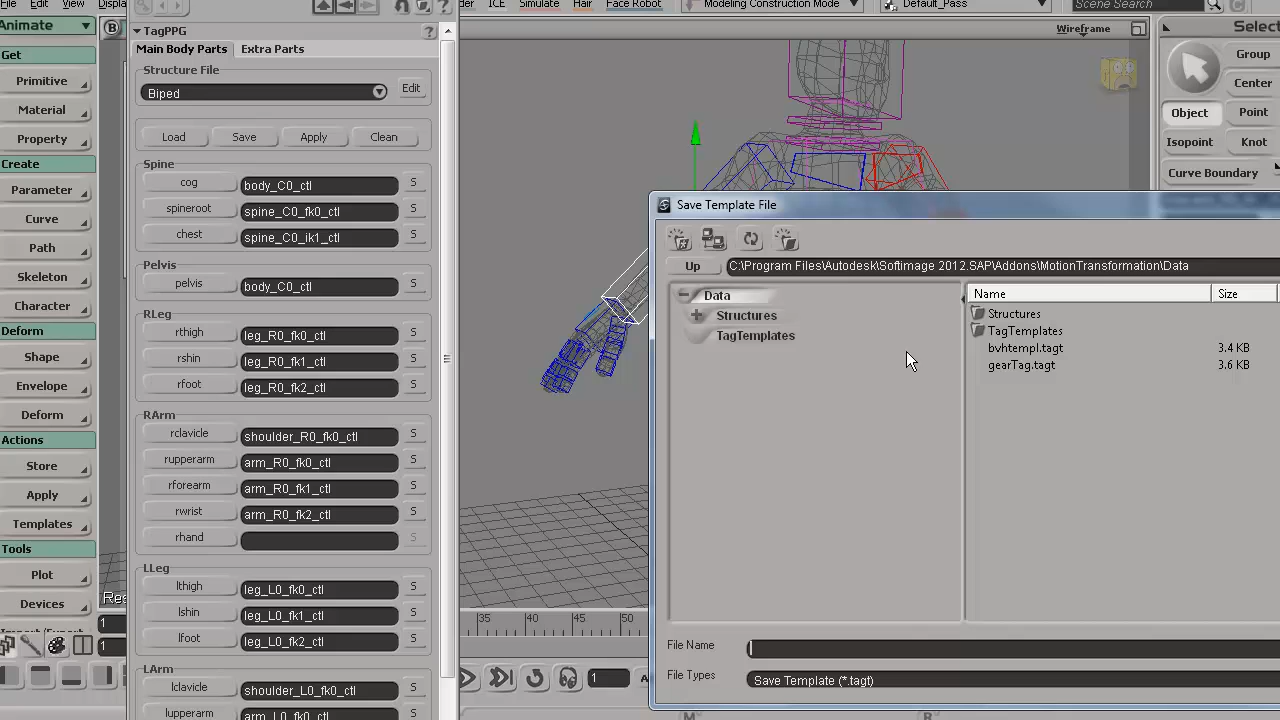 File Edit View
ICE Simulate Hair Face Robot Modeling Construction Mode Default_Pass Scene Search
Animate
Get
Primitive
Material
Property
Create
Parameter
Curve
Path
Skeleton
Character
Deform
Shape
Envelope
Deform
Actions
Store
Apply
Templates
Tools
Plot
Devices
B
TagPPG ?
Main Body Parts Extra Parts
Structure File
Biped Edit
Load Save Apply Clean
Spine
cog body_C0_ctl S
spineroot spine_C0_fk0_ctl S
chest spine_C0_ik1_ctl S
Pelvis
pelvis body_C0_ctl S
RLeg
rthigh leg_R0_fk0_ctl S
rshin leg_R0_fk1_ctl S
rfoot leg_R0_fk2_ctl S
RArm
rclavicle shoulder_R0_fk0_ctl S
rupperarm arm_R0_fk0_ctl S
rforearm arm_R0_fk1_ctl S
rwrist arm_R0_fk2_ctl S
rhand S
LLeg
lthigh leg_L0_fk0_ctl S
lshin leg_L0_fk1_ctl S
lfoot leg_L0_fk2_ctl S
LArm
lclavicle shoulder_L0_fk0_ctl S
lupperarm arm_L0_fk0_ctl S
Wireframe
Select
Group
Center
Object Point
Isopoint Knot
Curve Boundary
Save Template File
Up C:\Program Files\Autodesk\Softimage 2012.SAP\Addons\MotionTransformation\Data
Data
Structures
TagTemplates
Name Size
Structures
TagTemplates
bvhtempl.tagt 3.4 KB
gearTag.tagt 3.6 KB
File Name
File Types Save Template (*.tagt)
35 40 45 50
1
1
1